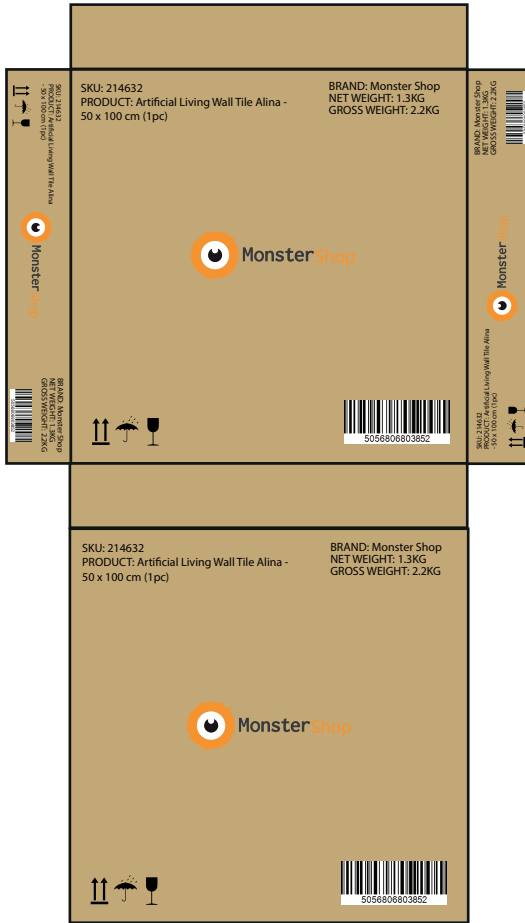 SKU: 214632
PRODUCT: Artificial Living Wall Tile Alina -
50 x 100 cm (1pc)
BRAND: Monster Shop
NET WEIGHT: 1.3KG
GROSS WEIGHT: 2.2KG
MonsterShop
5056806803852
SKU: 214632
PRODUCT: Artificial Living Wall Tile Alina
- 50 x 100 cm (1pc)
MonsterShop
BRAND: Monster Shop
NET WEIGHT: 1.3KG
GROSS WEIGHT: 2.2KG
5056806803852
BRAND: Monster Shop
NET WEIGHT: 1.3KG
GROSS WEIGHT: 2.2KG
MonsterShop
SKU: 214632
PRODUCT: Artificial Living Wall Tile Alina
- 50 x 100 cm (1pc)
SKU: 214632
PRODUCT: Artificial Living Wall Tile Alina -
50 x 100 cm (1pc)
BRAND: Monster Shop
NET WEIGHT: 1.3KG
GROSS WEIGHT: 2.2KG
MonsterShop
5056806803852